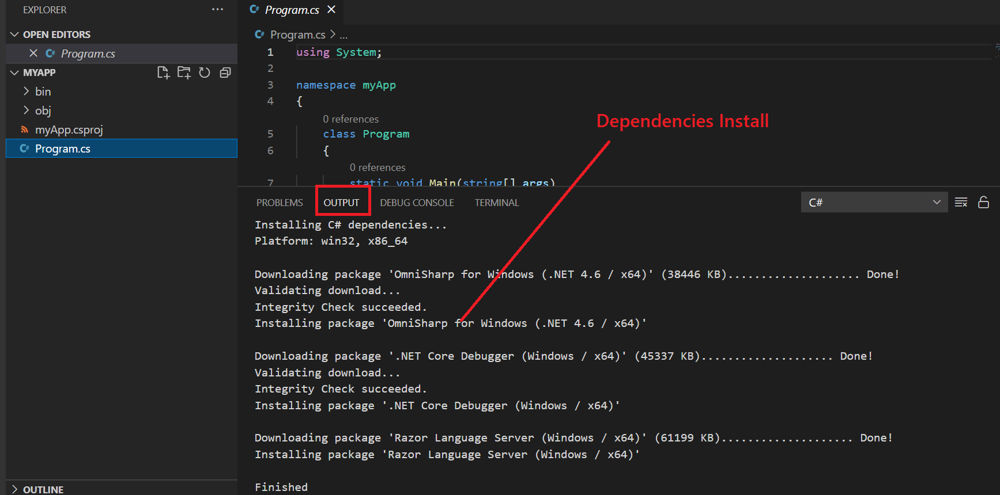 EXPLORER
OPEN EDITORS
C# Program.cs
MYAPP
bin
obj
myApp.csproj
C# Program.cs
OUTLINE
C# Program.cs
C# Program.cs > ...
1 using System;
2
3 namespace myApp
4 {
0 references
5 class Program
6 {
0 references
7 static void Main(string[] args)
Dependencies Install
PROBLEMS OUTPUT DEBUG CONSOLE TERMINAL C#
Installing C# dependencies...
Platform: win32, x86_64
Downloading package 'OmniSharp for Windows (.NET 4.6 / x64)' (38446 KB).................... Done!
Validating download...
Integrity Check succeeded.
Installing package 'OmniSharp for Windows (.NET 4.6 / x64)'
Downloading package '.NET Core Debugger (Windows / x64)' (45337 KB).................... Done!
Validating download...
Integrity Check succeeded.
Installing package '.NET Core Debugger (Windows / x64)'
Downloading package 'Razor Language Server (Windows / x64)' (61199 KB).................... Done!
Installing package 'Razor Language Server (Windows / x64)'
Finished